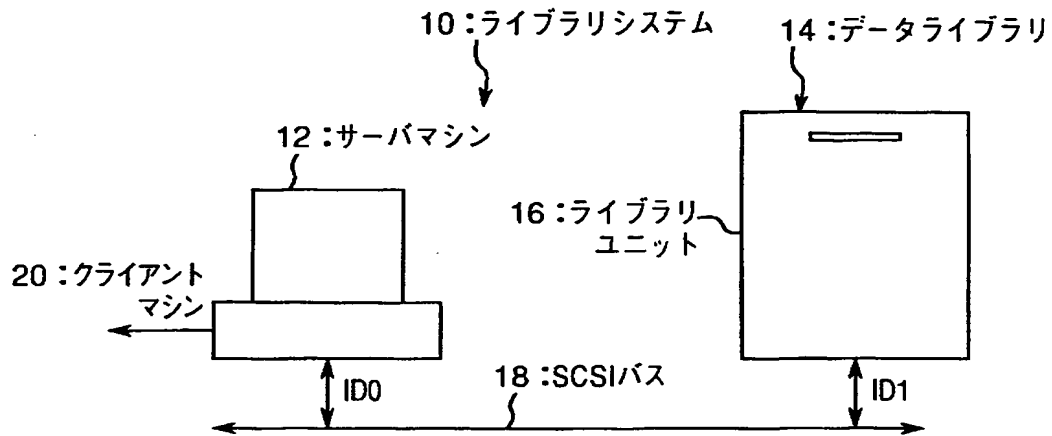 10：ライブラリシステム
14：データライブラリ
12：サーバマシン
16：ライブラリ
ユニット
20：クライアント
マシン
ID0
18：SCSIバス
ID1